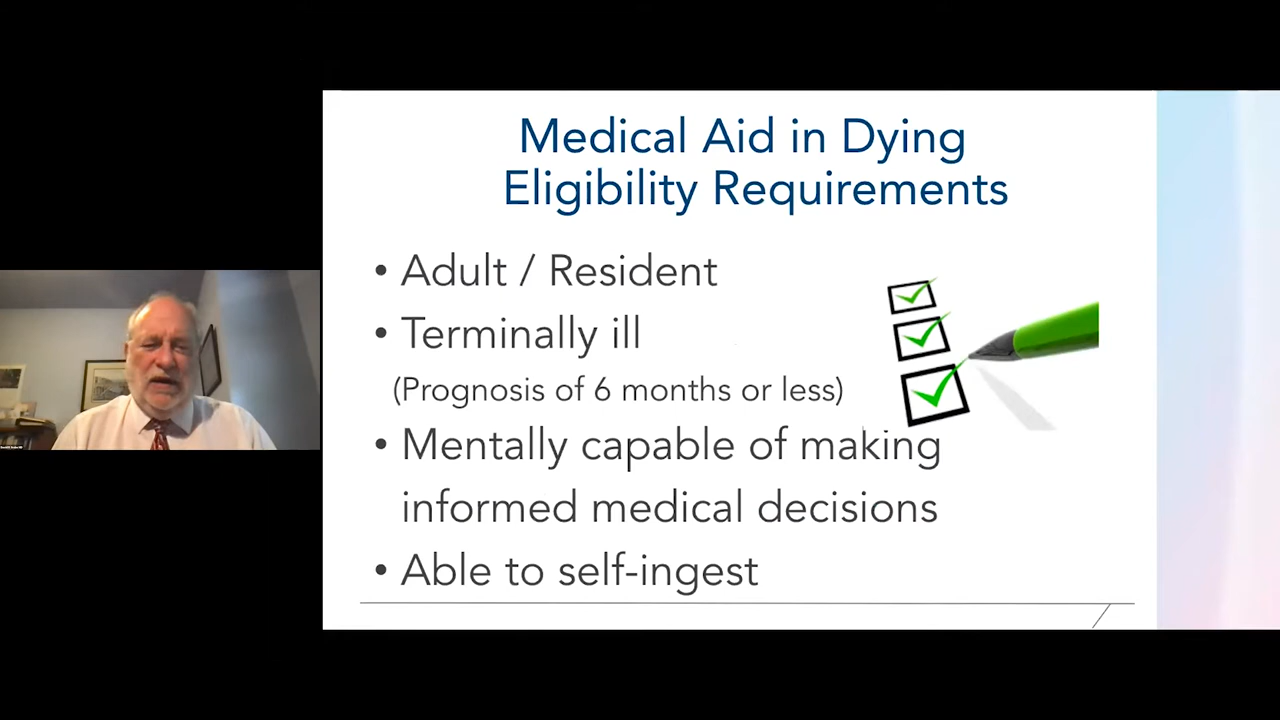 Medical Aid in Dying
Eligibility Requirements
• Adult / Resident
• Terminally ill
(Prognosis of 6 months or less)
• Mentally capable of making
informed medical decisions
• Able to self-ingest